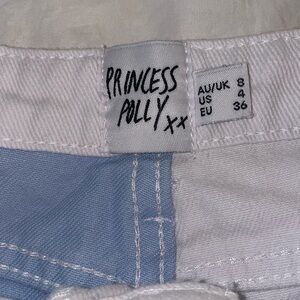 PRINCESS
POLLY xx
AU/UK 8
US 4
EU 36